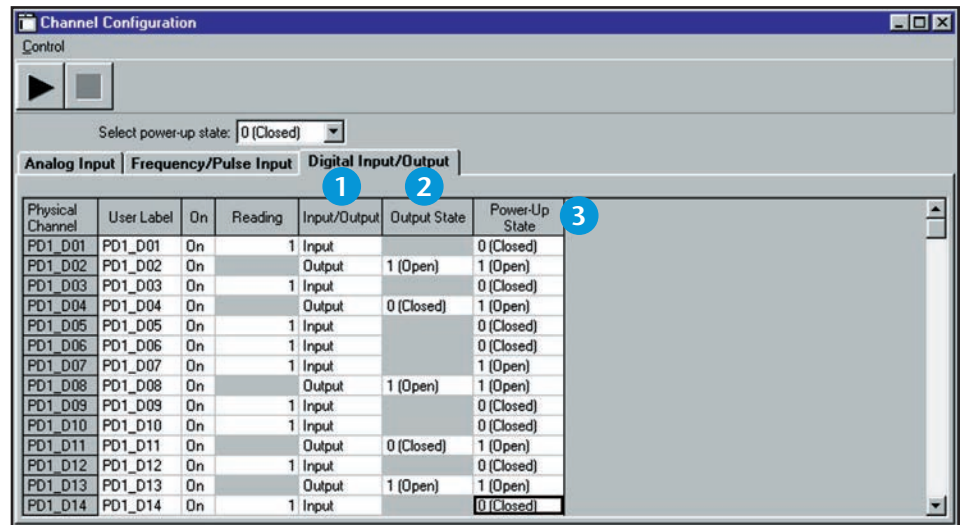 Channel Configuration
Control
Select power-up state: 0 (Closed)
Analog Input Frequency/Pulse Input Digital Input/Output
1 2 3
Physical Channel User Label On Reading Input/Output Output State Power-Up State
PD1_D01 PD1_D01 On 1 Input 0 (Closed)
PD1_D02 PD1_D02 On Output 1 (Open) 1 (Open)
PD1_D03 PD1_D03 On 1 Input 0 (Closed)
PD1_D04 PD1_D04 On Output 0 (Closed) 1 (Open)
PD1_D05 PD1_D05 On 1 Input 0 (Closed)
PD1_D06 PD1_D06 On 1 Input 0 (Closed)
PD1_D07 PD1_D07 On 1 Input 1 (Open)
PD1_D08 PD1_D08 On Output 1 (Open) 1 (Open)
PD1_D09 PD1_D09 On 1 Input 0 (Closed)
PD1_D10 PD1_D10 On 1 Input 0 (Closed)
PD1_D11 PD1_D11 On Output 0 (Closed) 1 (Open)
PD1_D12 PD1_D12 On 1 Input 0 (Closed)
PD1_D13 PD1_D13 On Output 1 (Open) 1 (Open)
PD1_D14 PD1_D14 On 1 Input 0 (Closed)